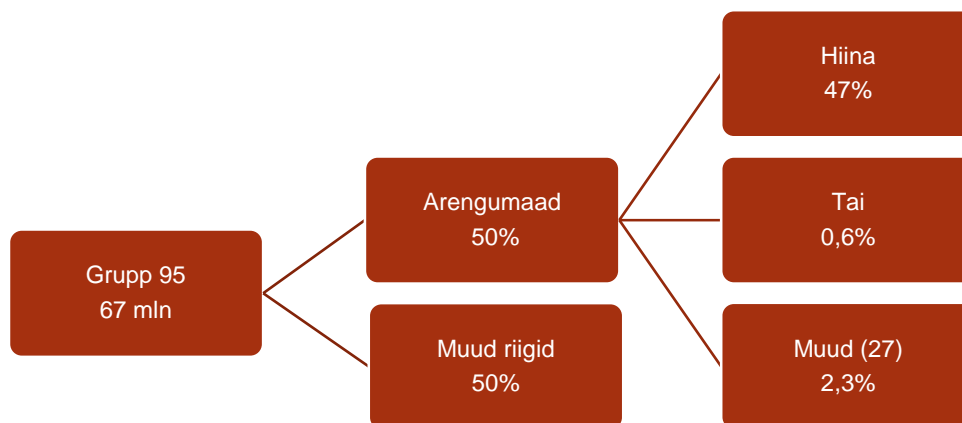 Grupp 95
67 mln
Arengumaad
50%
Muud riigid
50%
Hiina
47%
Tai
0,6%
Muud (27)
2,3%